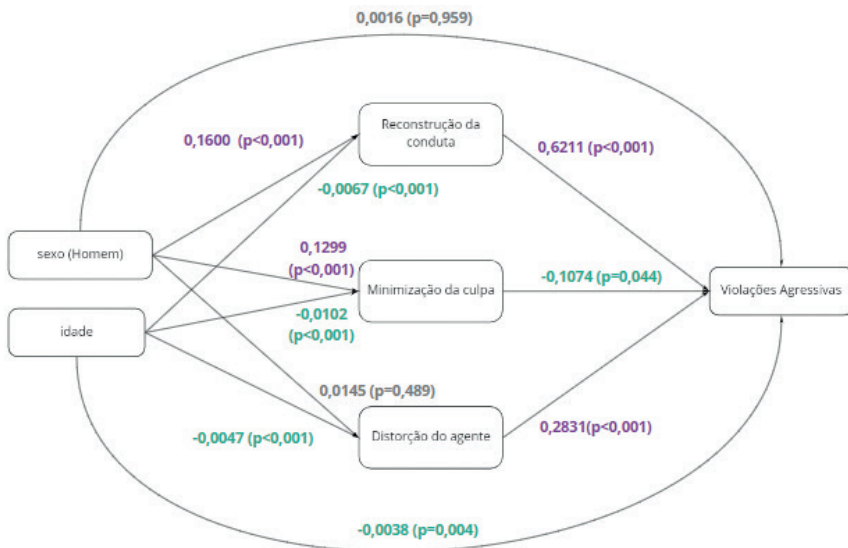 0,0016 (p=0,959)
Reconstrução da
conduta
0,1600 (p<0,001)
0,6211 (p<0,001)
-0,0067 (p<0,001)
sexo (Homem)
0,1299
(p<0,001)
Minimização da culpa
-0,1074 (p=0,044)
Violações Agressivas
idade
-0,0102
(p<0,001)
0,0145 (p=0,489)
-0,0047 (p<0,001)
Distorção do agente
0,2831(p<0,001)
-0,0038 (p=0,004)